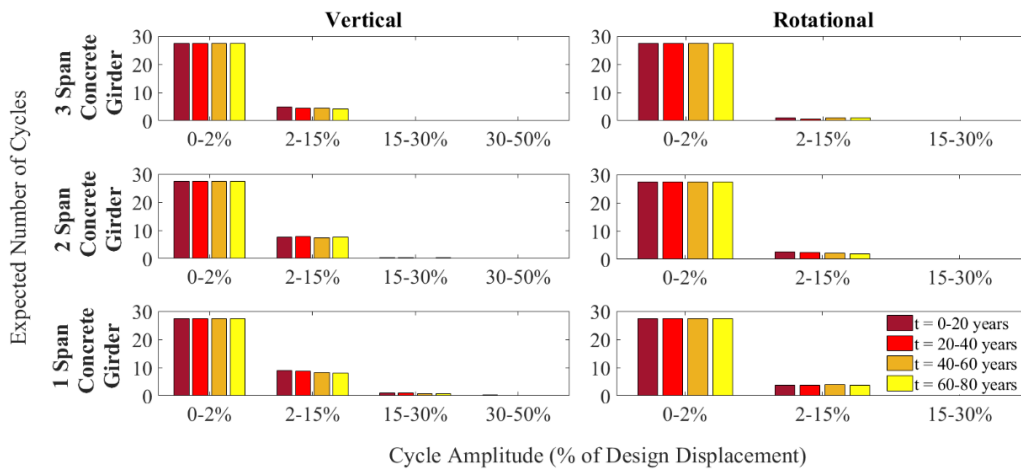 Vertical
Rotational
Expected Number of Cycles
3 Span
Concrete
Girder
30
20
10
0
0-2% 2-15% 15-30% 30-50%
30
20
10
0
0-2% 2-15% 15-30%
2 Span
Concrete
Girder
30
20
10
0
0-2% 2-15% 15-30% 30-50%
30
20
10
0
0-2% 2-15% 15-30%
1 Span
Concrete
Girder
30
20
10
0
0-2% 2-15% 15-30% 30-50%
30
20
10
0
0-2% 2-15% 15-30%
t = 0-20 years
t = 20-40 years
t = 40-60 years
t = 60-80 years
Cycle Amplitude (% of Design Displacement)